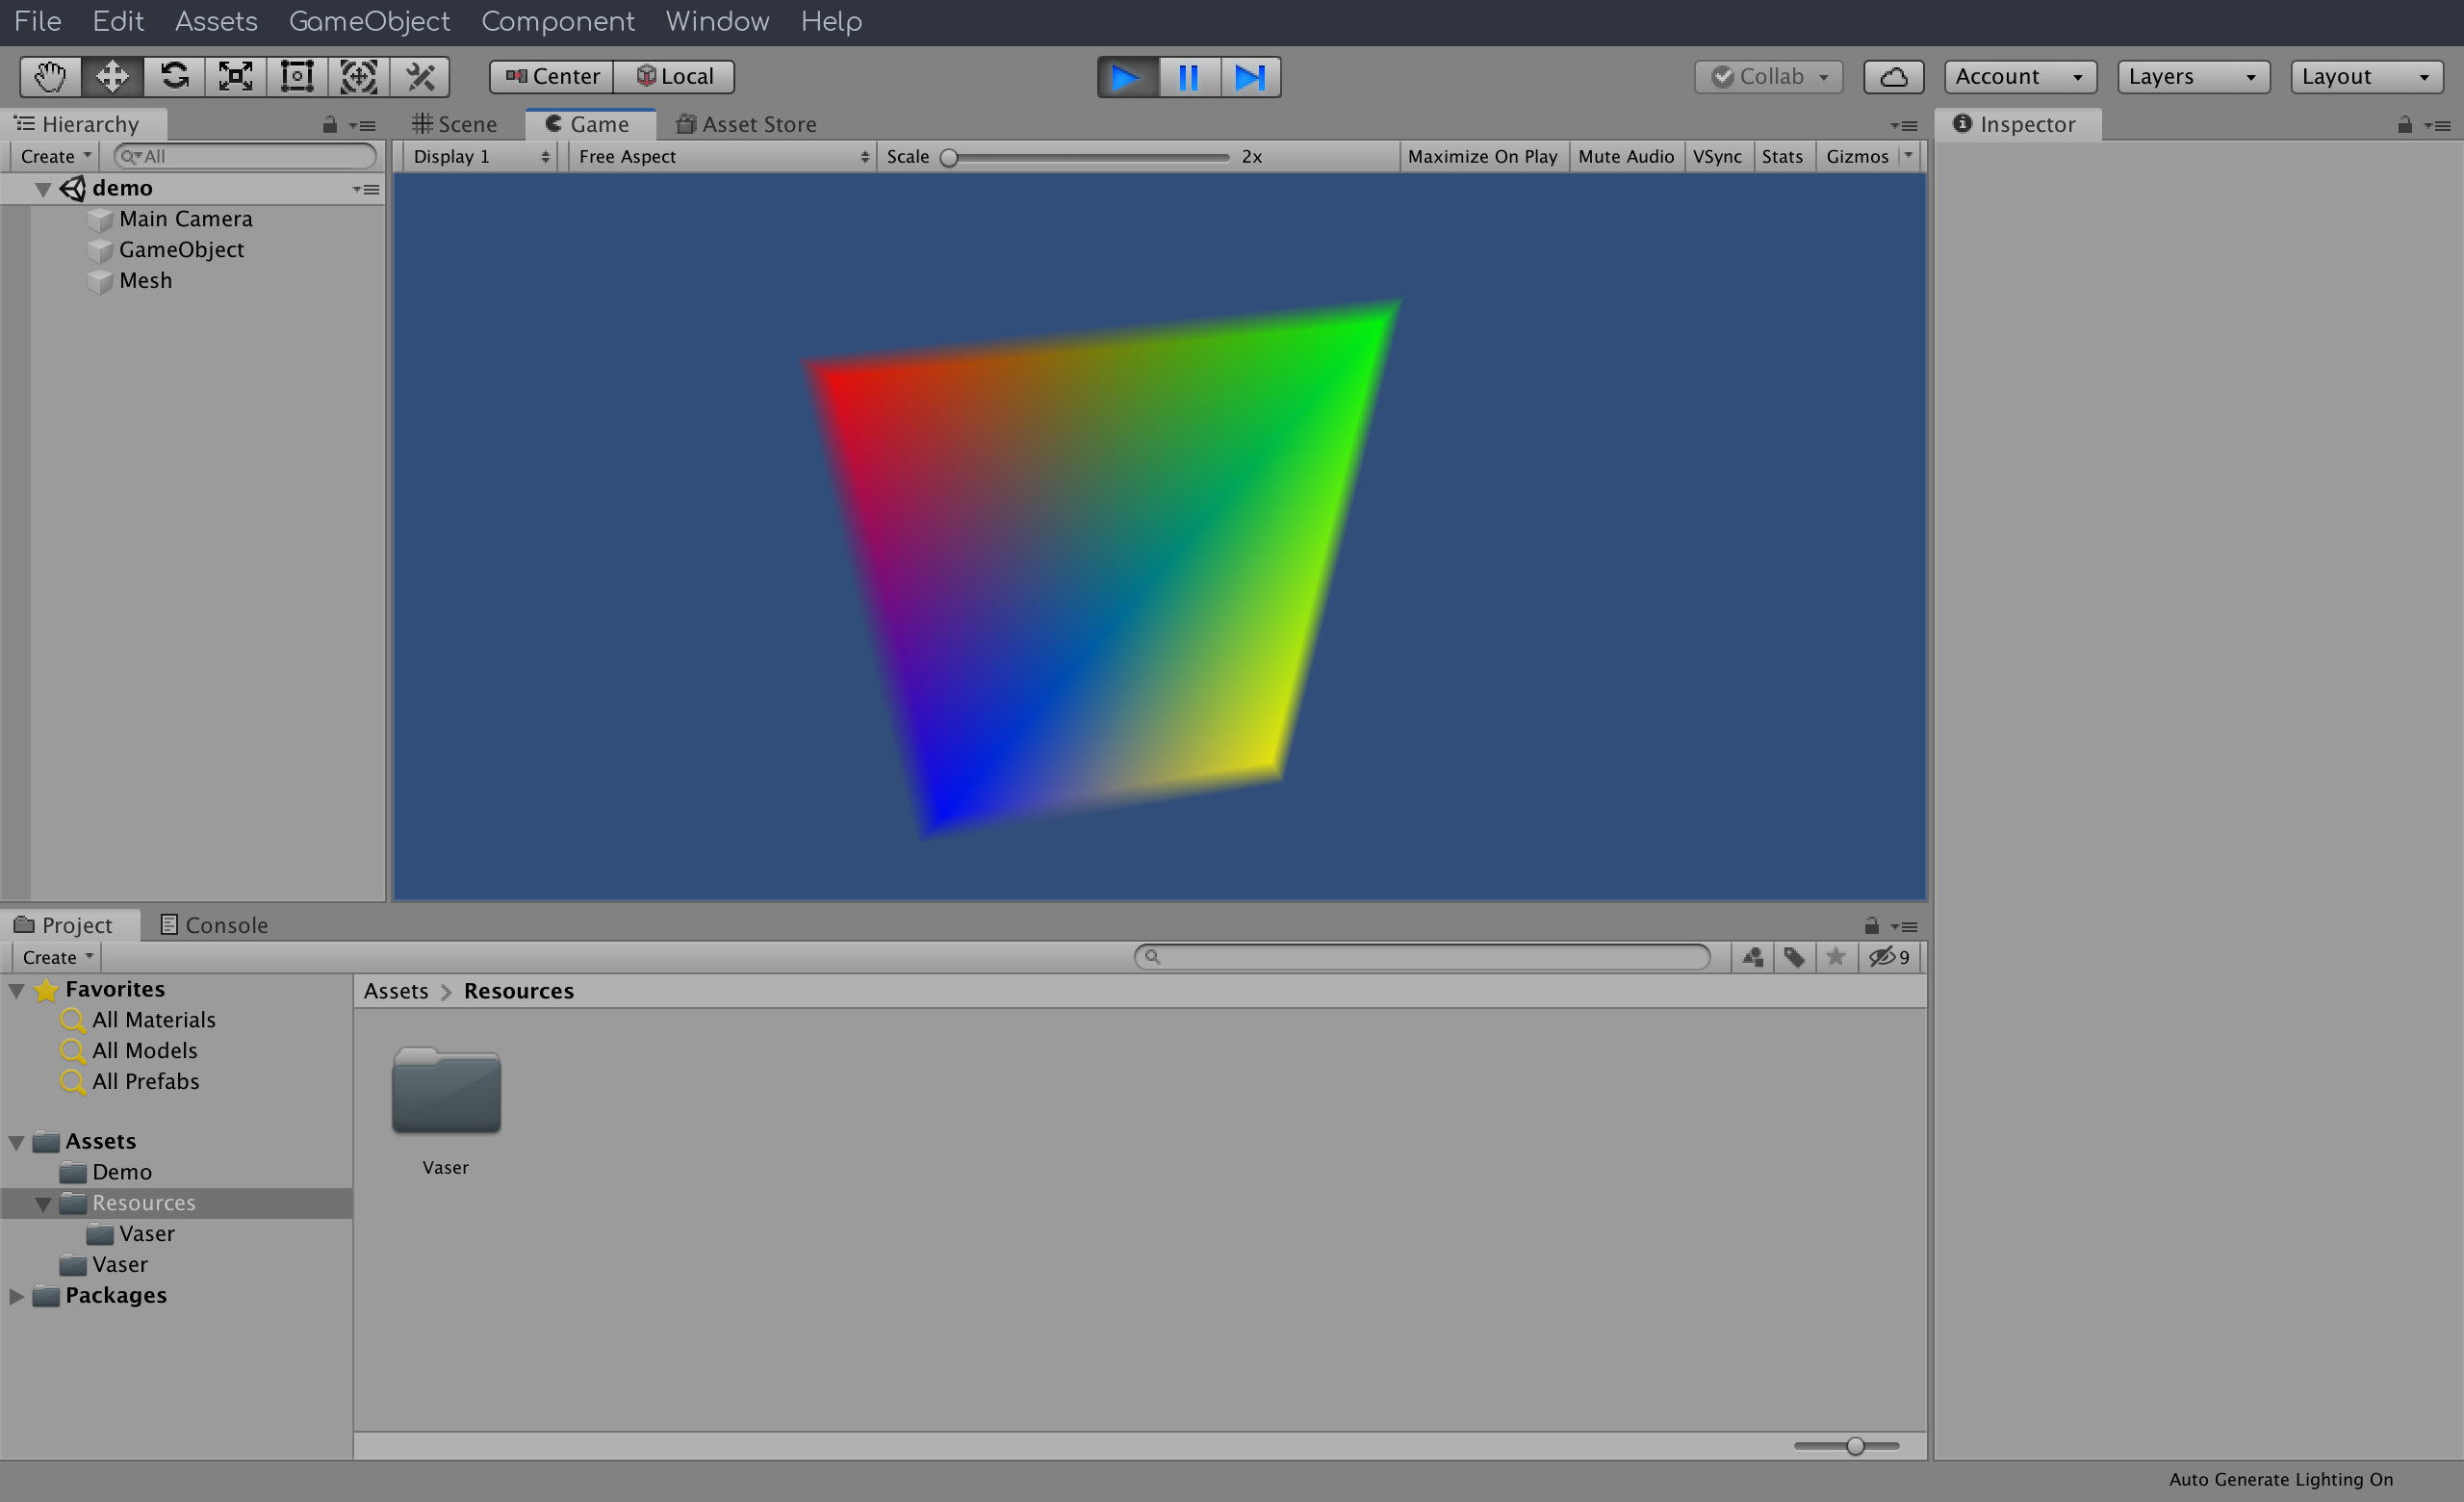 File Edit Assets GameObject Component Window Help
Center Local Collab Account Layers Layout
Hierarchy
Create All
demo
Main Camera
GameObject
Mesh
Scene Game Asset Store
Display 1 Free Aspect Scale 2x Maximize On Play Mute Audio VSync Stats Gizmos
Inspector
Project Console
Create 9
Favorites
All Materials
All Models
All Prefabs
Assets
Demo
Resources
Vaser
Vaser
Packages
Assets > Resources
Vaser
Auto Generate Lighting On